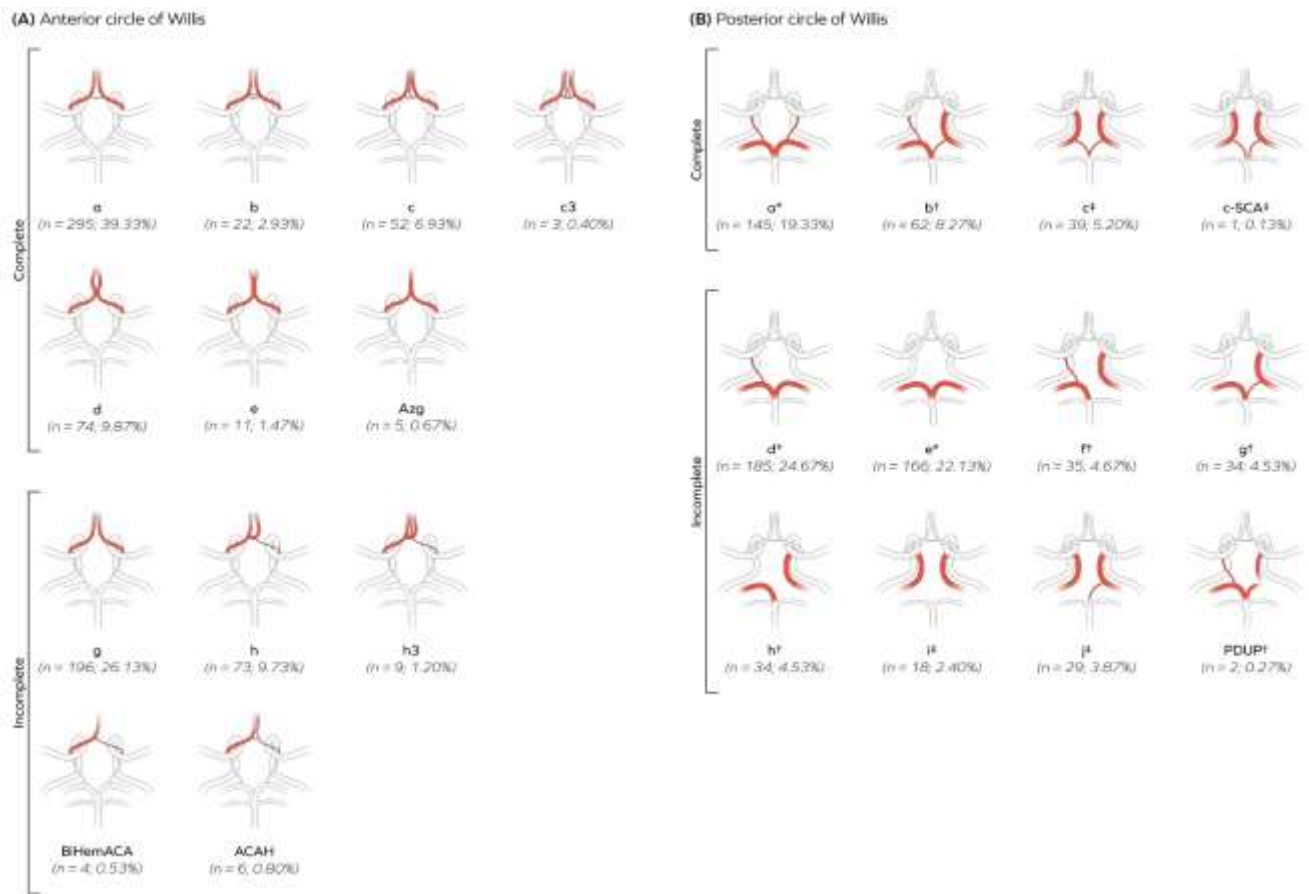 (A) Anterior circle of Willis
Complete
a
(n = 295; 39.33%)
b
(n = 22; 2.93%)
c
(n = 52; 6.93%)
c3
(n = 3; 0.40%)
d
(n = 74; 9.87%)
e
(n = 11; 1.47%)
Azg
(n = 5; 0.67%)
Incomplete
g
(n = 196; 26.13%)
h
(n = 73; 9.73%)
h3
(n = 9; 1.20%)
BiHemACA
(n = 4; 0.53%)
ACAH
(n = 6; 0.80%)
(B) Posterior circle of Willis
Complete
a*
(n = 145; 19.33%)
b†
(n = 62; 8.27%)
c‡
(n = 39; 5.20%)
c-SCA‡
(n = 1; 0.13%)
Incomplete
d*
(n = 185; 24.67%)
e*
(n = 166; 22.13%)
f†
(n = 35; 4.67%)
g†
(n = 34; 4.53%)
h†
(n = 34; 4.53%)
i‡
(n = 18; 2.40%)
j‡
(n = 29; 3.87%)
PDUP†
(n = 2; 0.27%)